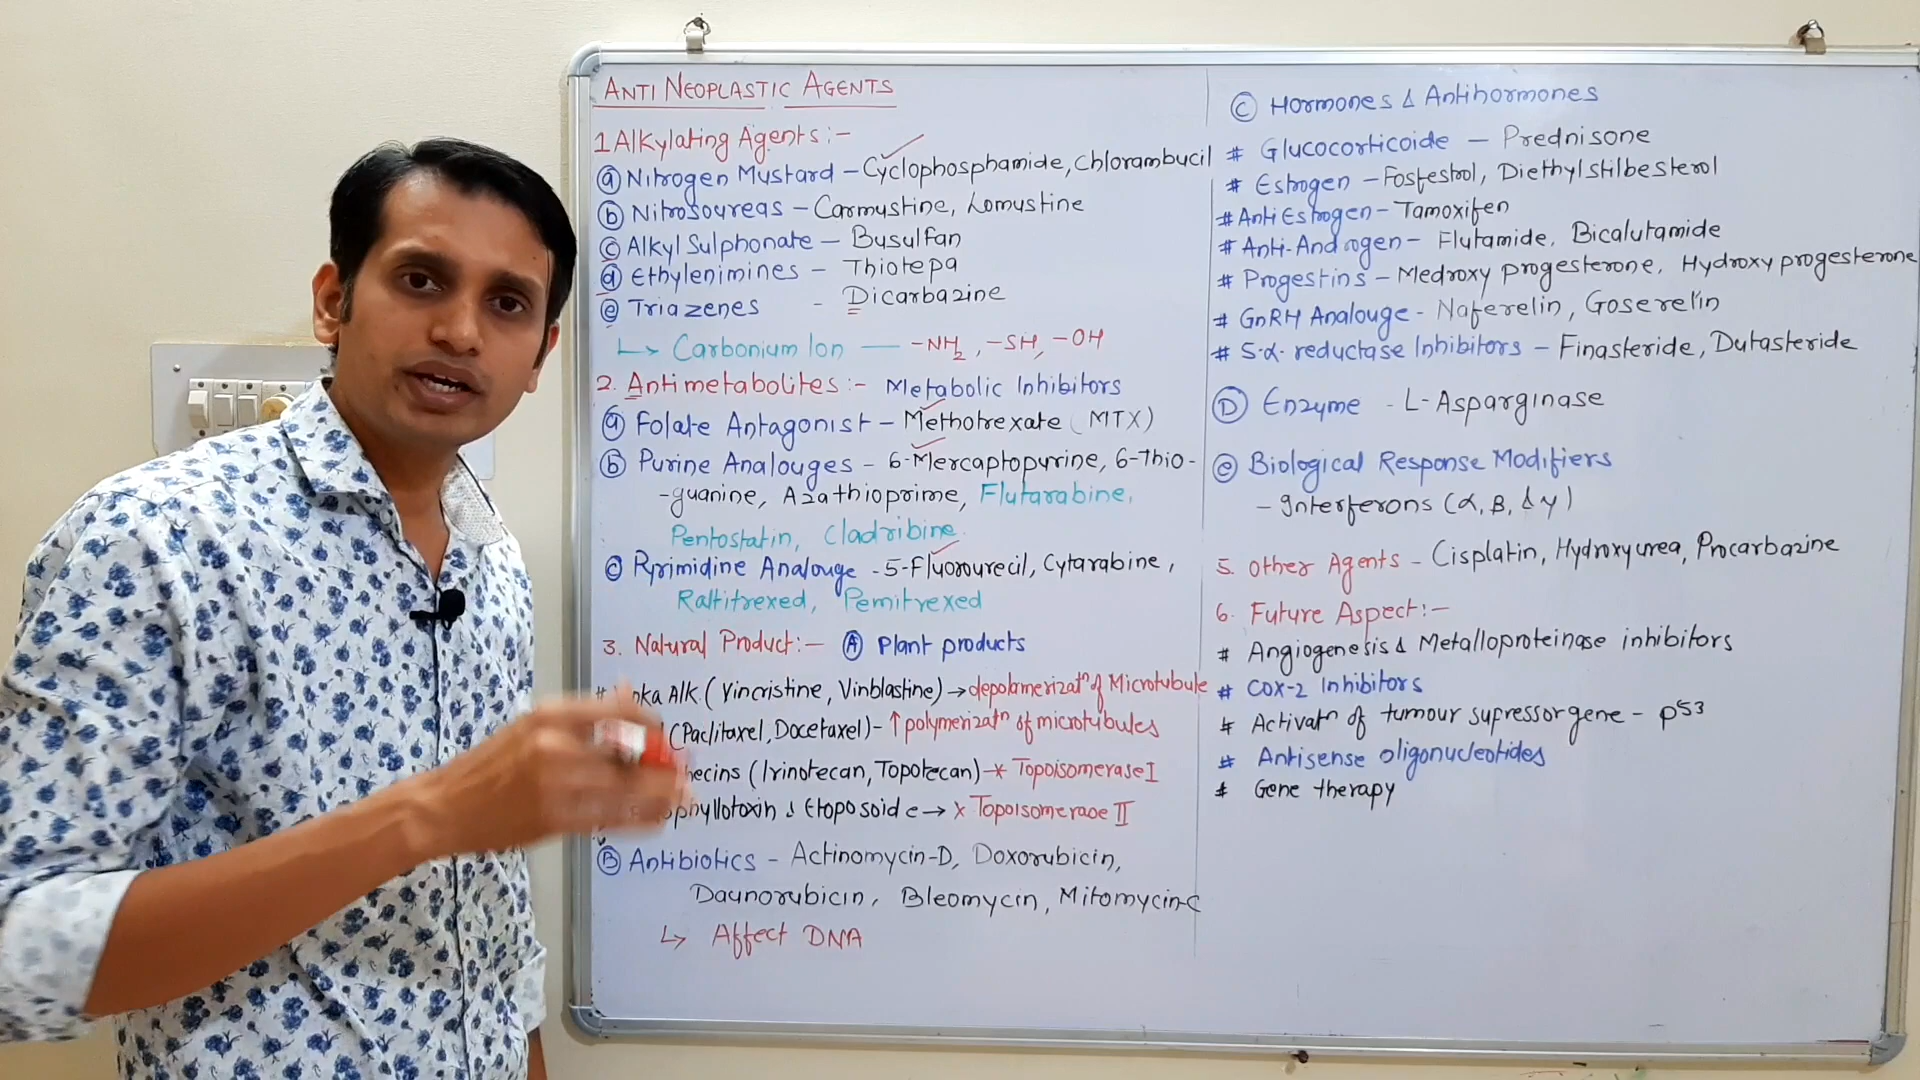 ANTI NEOPLASTIC AGENTS
1 Alkylating Agents :-
ⓐ Nitrogen Mustard - Cyclophosphamide, Chlorambucil
ⓑ Nitrosoureas - Carmustine, Lomustine
ⓒ Alkyl Sulphonate - Busulfan
ⓓ Ethylenimines - Thiotepa
ⓔ Triazenes - Dicarbazine
↳ Carbonium Ion — -NH2, -SH, -OH
2. Antimetabolites :- Metabolic Inhibitors
ⓐ Folate Antagonist - Methotrexate (MTX)
ⓑ Purine Analouges - 6-Mercaptopurine, 6-Thio-
-guanine, Azathioprime, Flutarabine,
Pentostatin, Cladribine
ⓒ Pyrimidine Analouge - 5-Fluorourecil, Cytarabine,
Raltitrexed, Pemitrexed
3. Natural Product :- Ⓐ Plant products
# Alk. (Vincristine, Vinblastine) → depolamerizatn of Microtubule
(Paclitaxel, Docetaxel) - ↑ polymerizatn of microtubules
(Irinotecan, Topotecan) -× Topoisomerase I
& Etoposoide → × Topoisomerase II
Ⓑ Antibiotics - Actinomycin-D, Doxorubicin,
Daunorubicin, Bleomycin, Mitomycin-C
↳ Affect DNA
Ⓒ Hormones & Antihormones
# Glucocorticoide - Prednisone
# Estrogen - Fosfestrol, Diethylstilbesterol
# Anti Estrogen - Tamoxifen
# Anti-Androgen - Flutamide, Bicalutamide
# Progestins - Medroxy progesterone, Hydroxy progesterone
# GnRH Analouge - Naferelin, Goserelin
# 5-α-reductase Inhibitors - Finasteride, Dutasteride
Ⓓ Enzyme - L-Asparginase
ⓔ Biological Response Modifiers
- Interferons (α, β, & γ)
5. Other Agents - Cisplatin, Hydroxyurea, Procarbazine
6. Future Aspect :-
# Angiogenesis & Metalloproteinase inhibitors
# COX-2 Inhibitors
# Activatn of tumour supressor gene - p53
# Antisense oligonucleotides
# Gene therapy